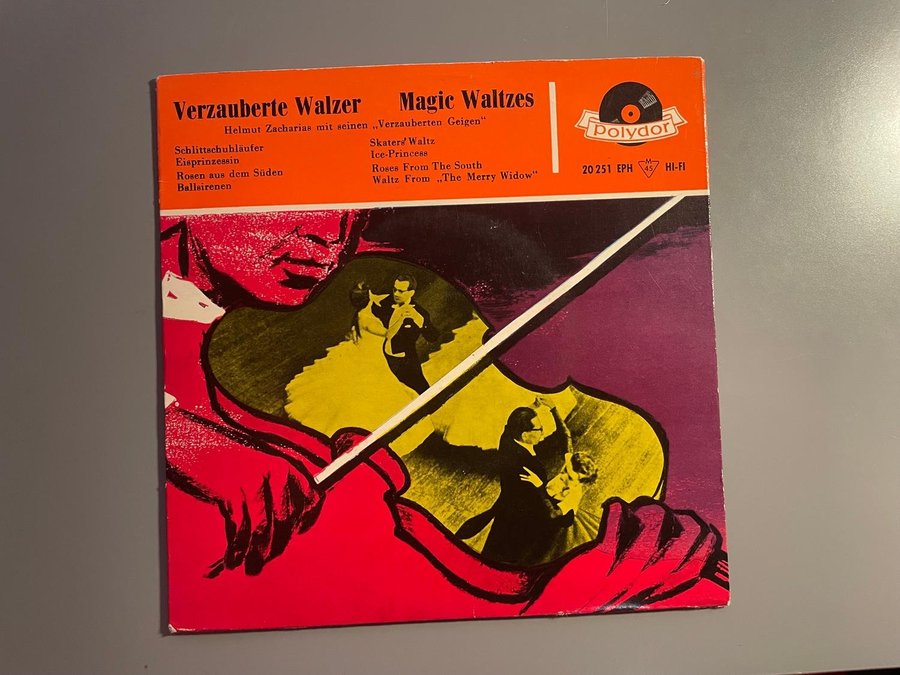 Verzauberte Walzer
Magic Waltzes
Helmut Zacharias mit seinen „Verzauberten Geigen“
Schlittschuhläufer
Eisprinzessin
Rosen aus dem Süden
Ballsirenen
Skaters' Waltz
Ice-Princess
Roses From The South
Waltz From „The Merry Widow“
polydor
20 251 EPH M 45 HI-FI